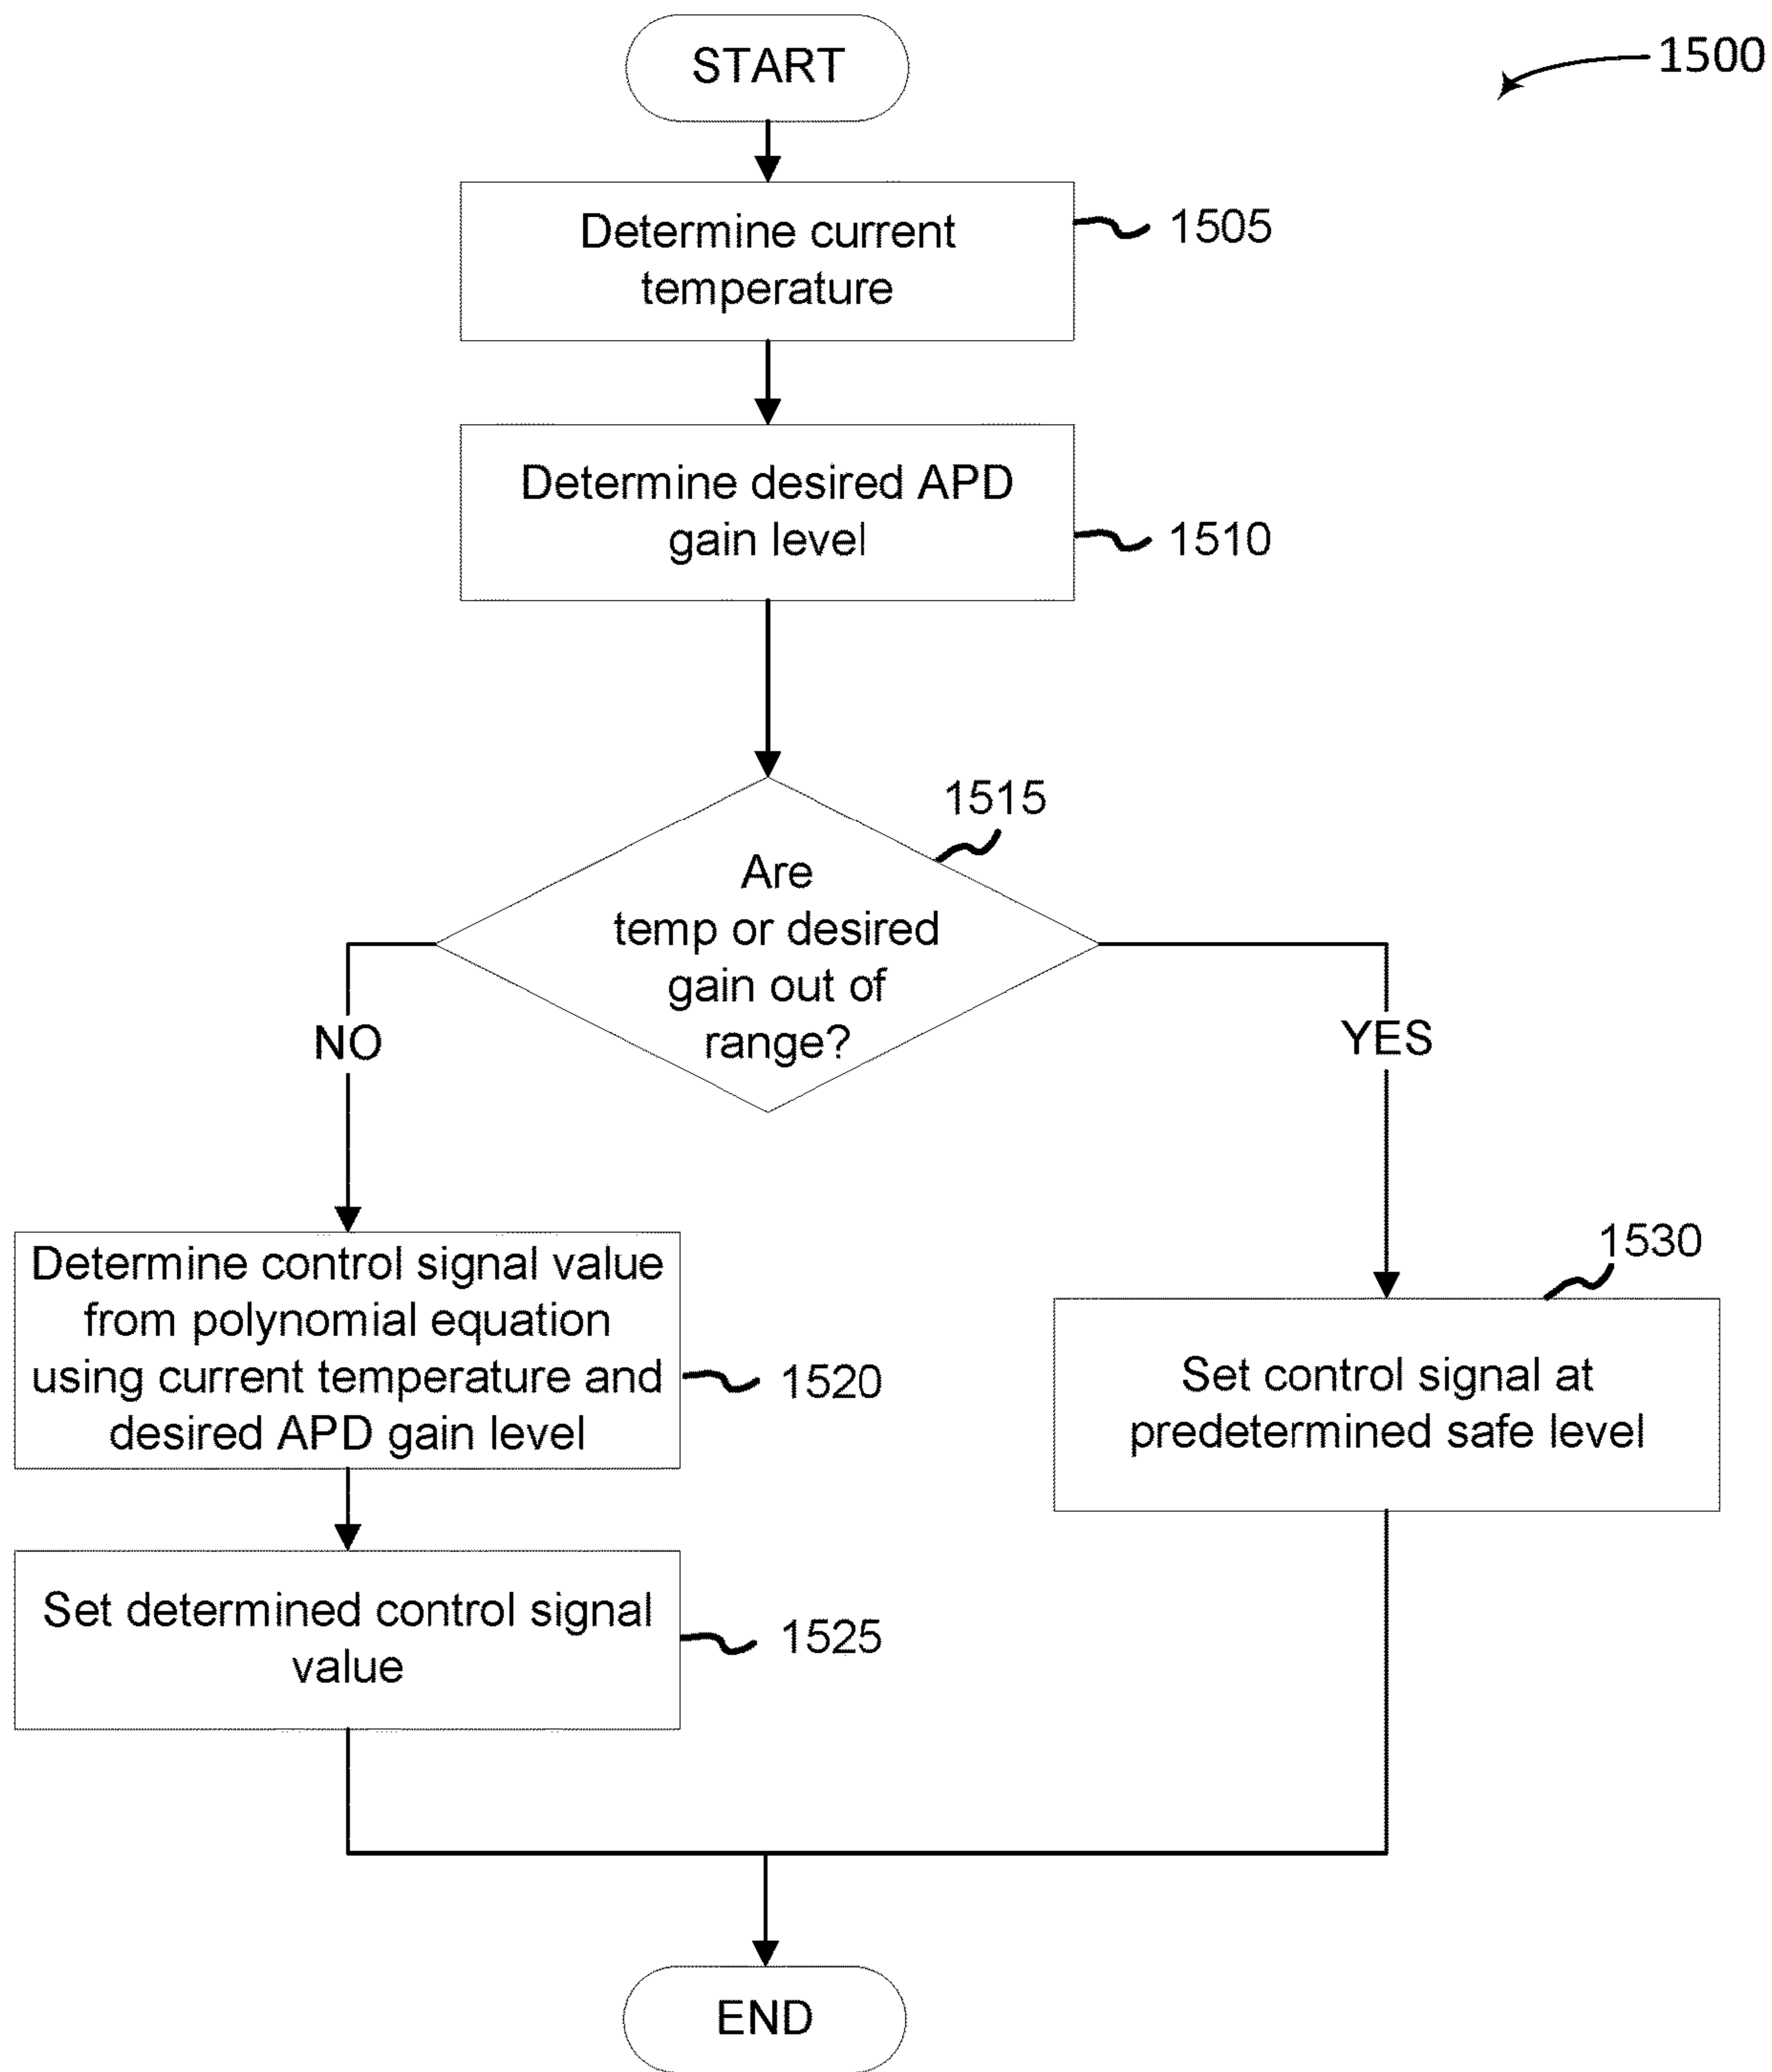 START
1500
Determine current
temperature
1505
Determine desired APD
gain level
1510
1515
Are
temp or desired
gain out of
range?
NO
YES
Determine control signal value
from polynomial equation
using current temperature and
desired APD gain level
1520
1530
Set control signal at
predetermined safe level
Set determined control signal
value
1525
END